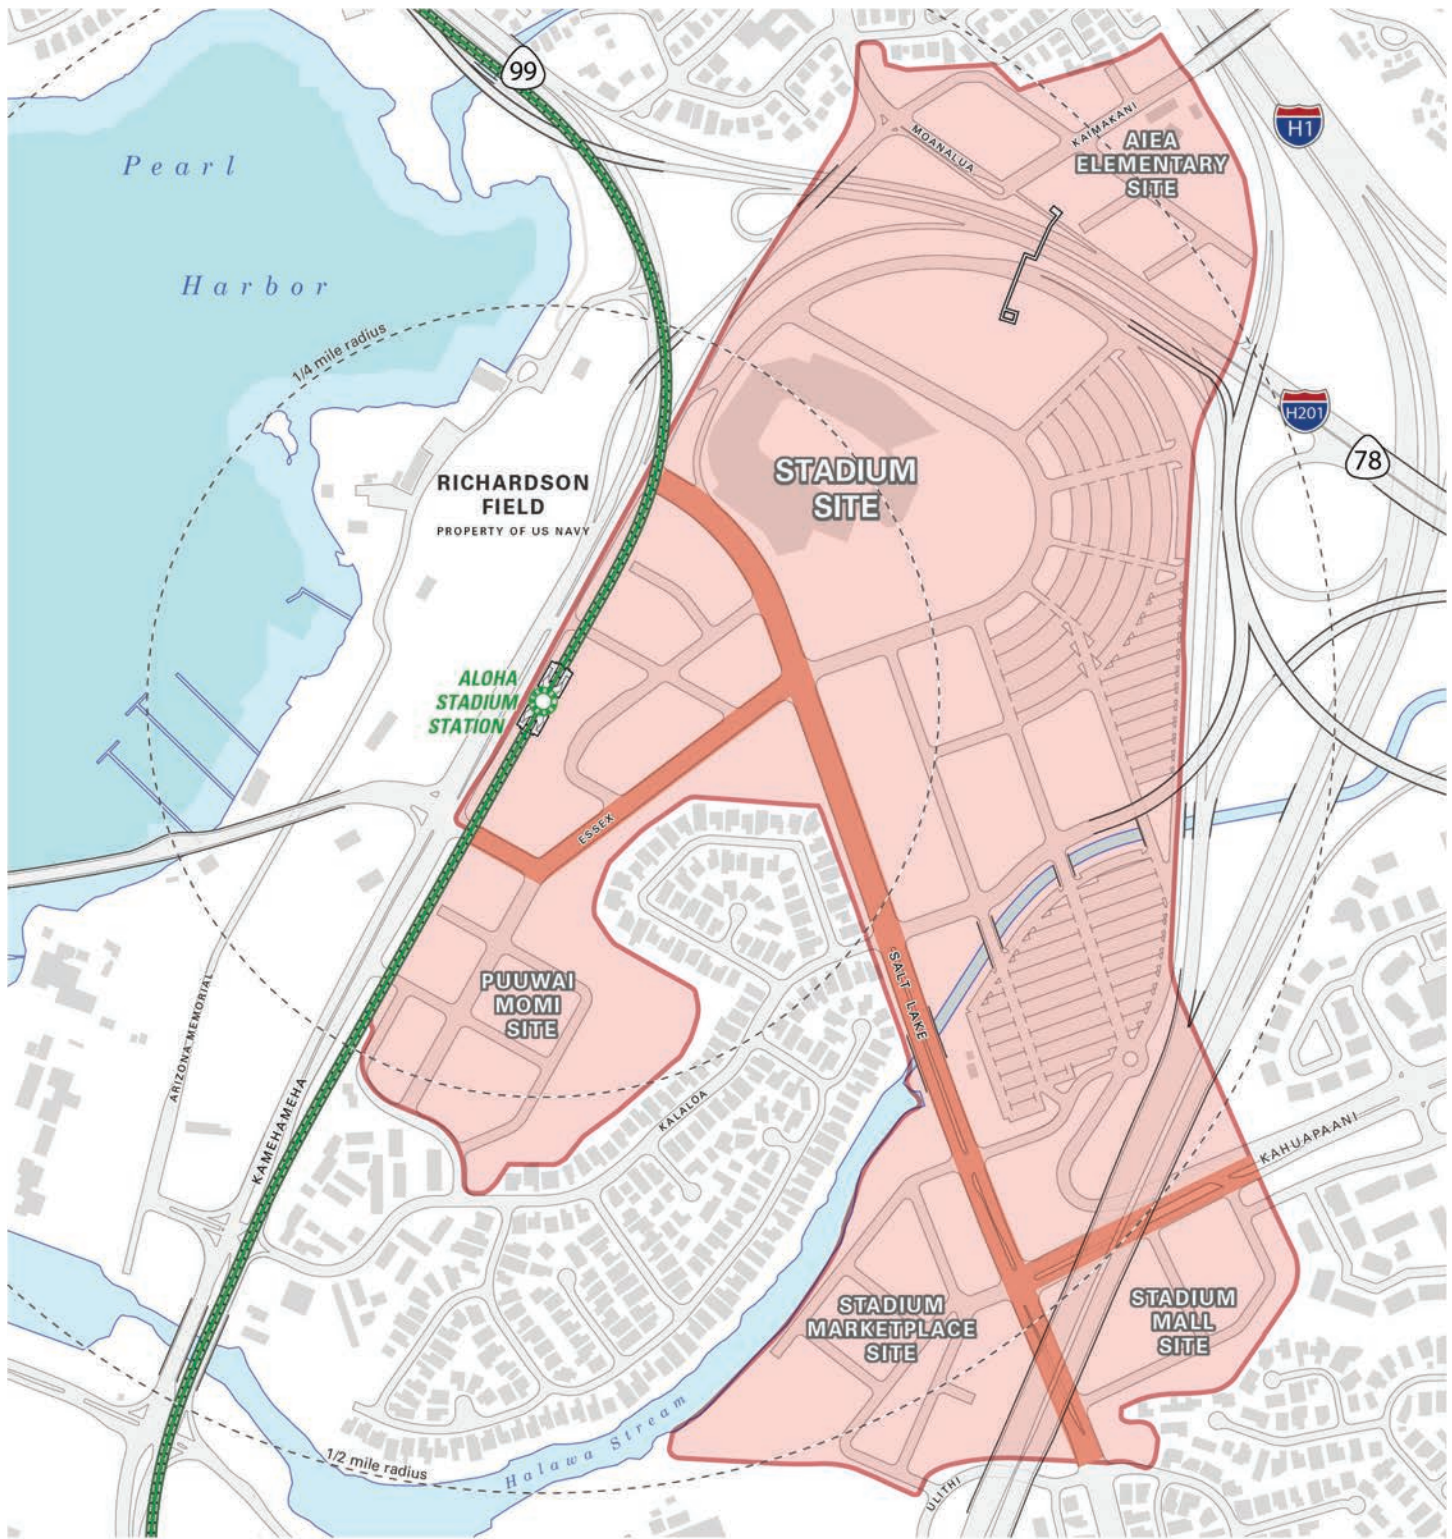 99
H1
Pearl
Harbor
MOANALUA
KAIMAKANI
AIEA
ELEMENTARY
SITE
1/4 mile radius
H201
78
RICHARDSON
FIELD
PROPERTY OF US NAVY
STADIUM
SITE
ALOHA
STADIUM
STATION
ESSEX
PUUWAI
MOMI
SITE
SALT LAKE
ARIZONA MEMORIAL
KAMEHAMEHA
KALALOA
KAHUAPAANI
STADIUM
MARKETPLACE
SITE
STADIUM
MALL
SITE
1/2 mile radius
Halawa Stream
ULITHI